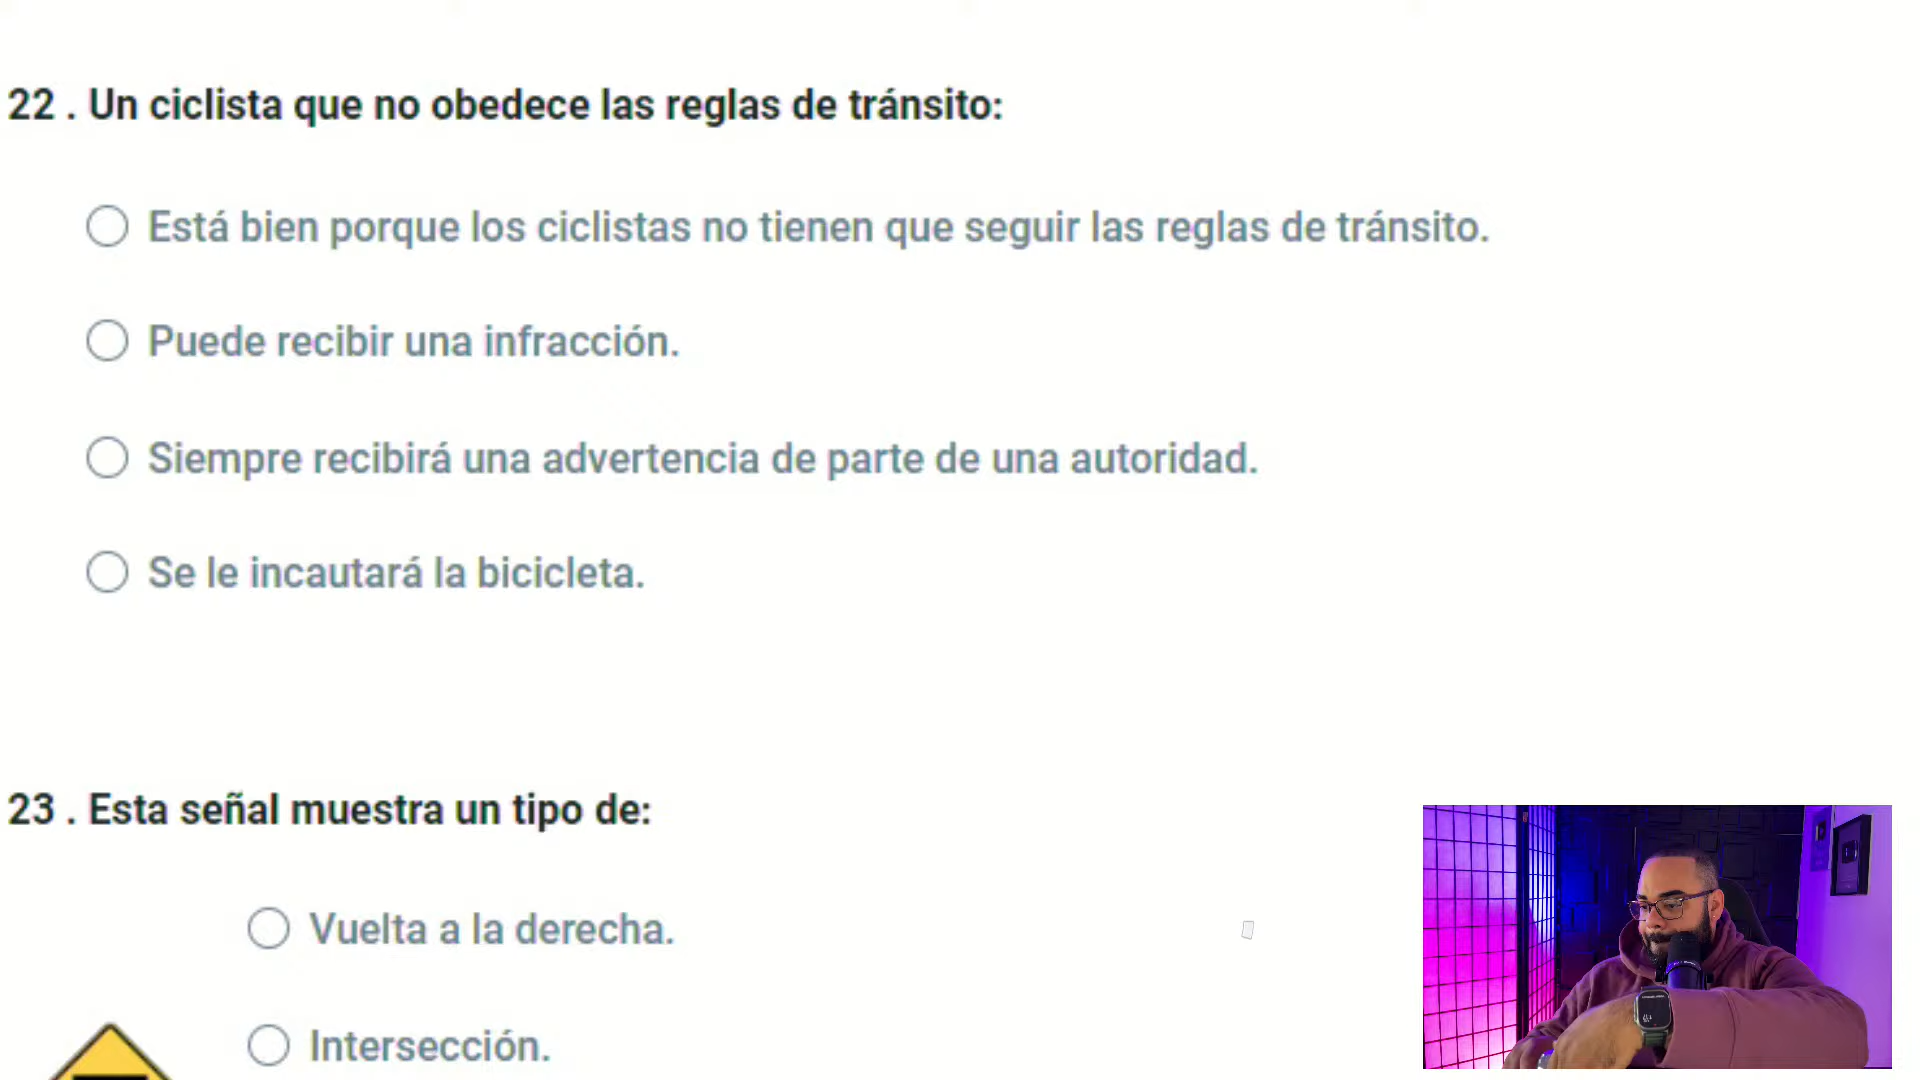 22 . Un ciclista que no obedece las reglas de tránsito:
Está bien porque los ciclistas no tienen que seguir las reglas de tránsito.
Puede recibir una infracción.
Siempre recibirá una advertencia de parte de una autoridad.
Se le incautará la bicicleta.
23 . Esta señal muestra un tipo de:
Vuelta a la derecha.
Intersección.